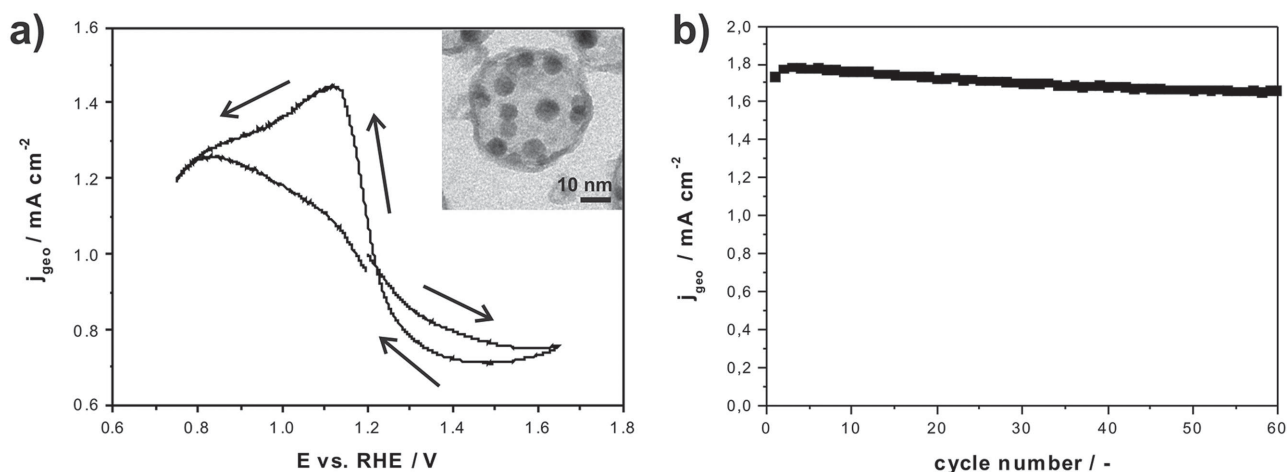 a)
1.6
1.4
1.2
1.0
0.8
0.6
j geo / mA cm-2
0.6 0.8 1.0 1.2 1.4 1.6 1.8
E vs. RHE / V
10 nm
b)
2,0
1,8
1,6
1,4
1,2
1,0
0,8
0,6
0,4
0,2
0,0
j geo / mA cm-2
0 10 20 30 40 50 60
cycle number / -